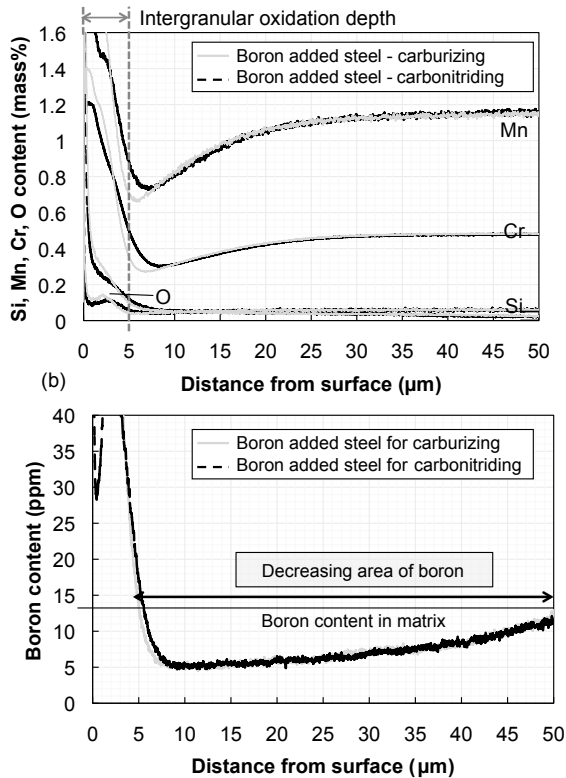 Intergranular oxidation depth
Si, Mn, Cr, O content (mass%)
1.6
1.4
1.2
1
0.8
0.6
0.4
0.2
0
Boron added steel - carburizing
Boron added steel - carbonitriding
Mn
Cr
O
Si
0 5 10 15 20 25 30 35 40 45 50
Distance from surface (µm)
(b)
Boron content (ppm)
40
35
30
25
20
15
10
5
0
Boron added steel for carburizing
Boron added steel for carbonitriding
Decreasing area of boron
Boron content in matrix
0 5 10 15 20 25 30 35 40 45 50
Distance from surface (µm)